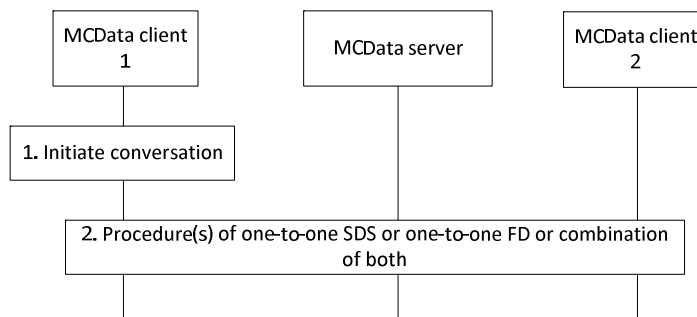 MCData client
1
MCData server
MCData client
2
1. Initiate conversation
2. Procedure(s) of one-to-one SDS or one-to-one FD or combination
of both